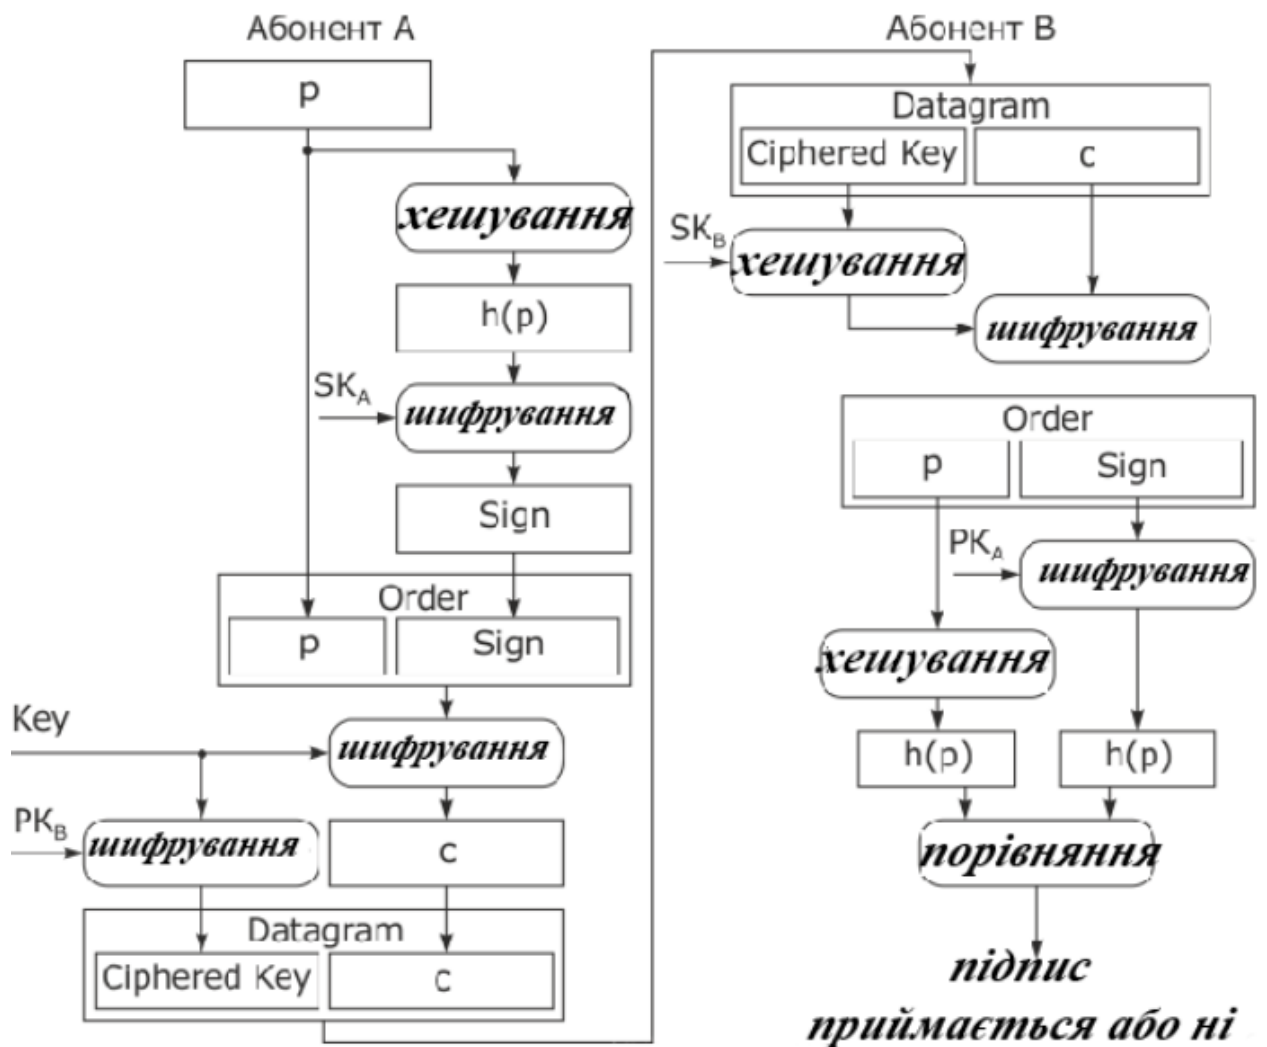 Абонент А
p
хешування
h(p)
SKA
шифрування
Sign
Order
p
Sign
Key
шифрування
PKB
шифрування
c
Datagram
Ciphered Key
c
Абонент В
Datagram
Ciphered Key
c
SKB
хешування
шифрування
Order
p
Sign
PKA
шифрування
хешування
h(p)
h(p)
порівняння
підпис
приймається або ні